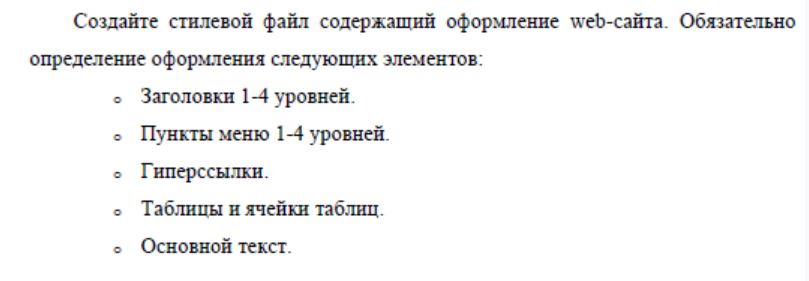 Создайте стилевой файл содержащий оформление web-сайта. Обязательно
определение оформления следующих элементов:
o Заголовки 1-4 уровней.
o Пункты меню 1-4 уровней.
o Гиперссылки.
o Таблицы и ячейки таблиц.
o Основной текст.